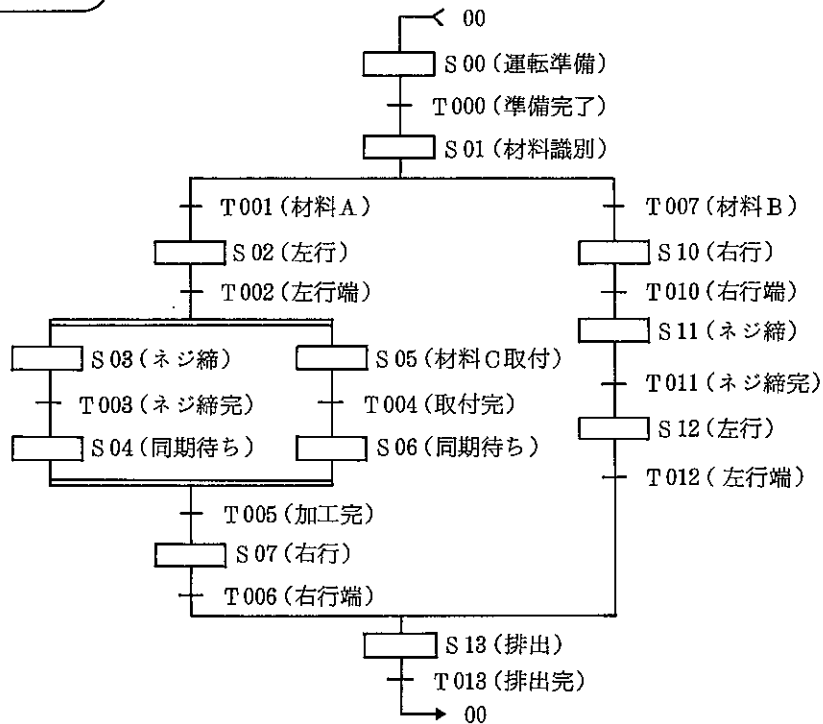 00
S00(運転準備)
T000(準備完了)
S01(材料識別)
T001(材料A)
T007(材料B)
S02(左行)
S10(右行)
T002(左行端)
T010(右行端)
S11(ネジ締)
S03(ネジ締)
S05(材料C取付)
T011(ネジ締完)
T003(ネジ締完)
T004(取付完)
S12(左行)
S04(同期待ち)
S06(同期待ち)
T012(左行端)
T005(加工完)
S07(右行)
T006(右行端)
S13(排出)
T013(排出完)
00